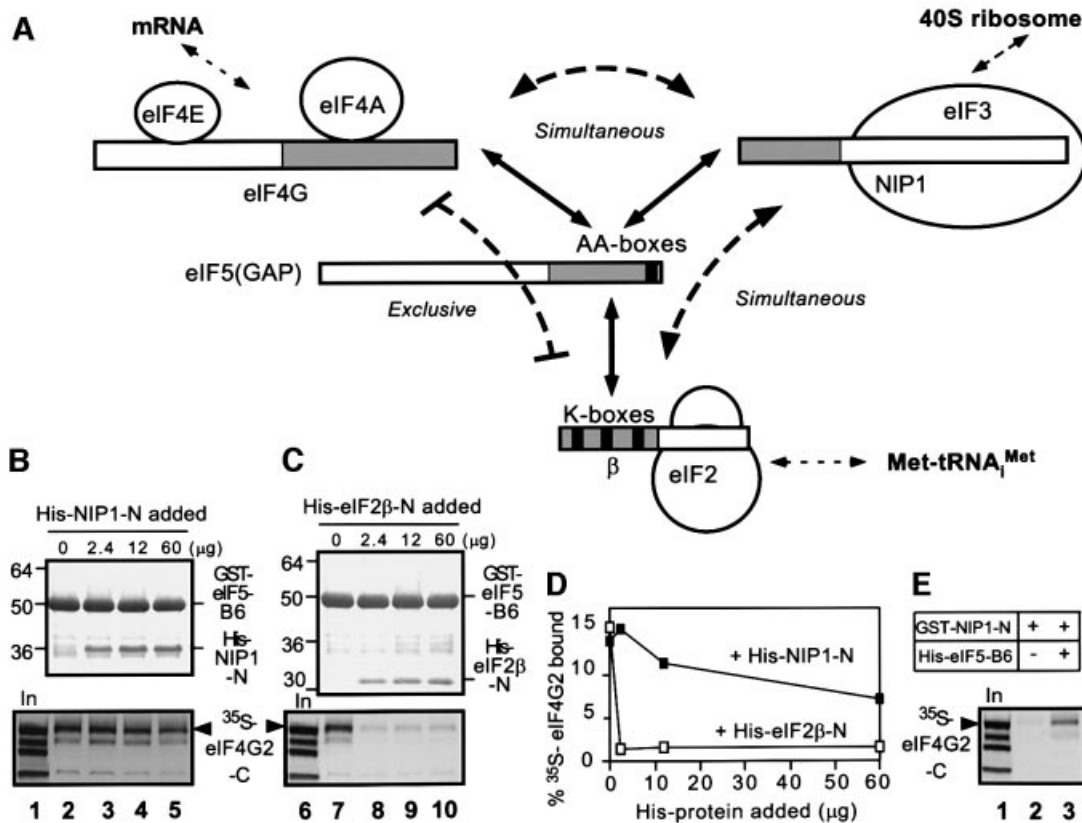 A
mRNA
40S ribosome
eIF4E
eIF4A
eIF3
Simultaneous
eIF4G
NIP1
AA-boxes
eIF5(GAP)
Exclusive
Simultaneous
K-boxes
β
eIF2
Met-tRNAiMet
B
His-NIP1-N added
0 2.4 12 60 (μg)
64
50
36
GST-
eIF5-
B6
His-
NIP1
-N
In
35S-
eIF4G2
-C
1 2 3 4 5
C
His-eIF2β-N added
0 2.4 12 60 (μg)
64
50
36
30
GST-
eIF5
-B6
His-
eIF2β
-N
In
6 7 8 9 10
D
% 35S- eIF4G2 bound
15
10
5
0
+ His-NIP1-N
+ His-eIF2β-N
0 10 20 30 40 50 60
His-protein added (μg)
E
GST-NIP1-N + +
His-eIF5-B6 - +
In
35S-
eIF4G2
-C
1 2 3